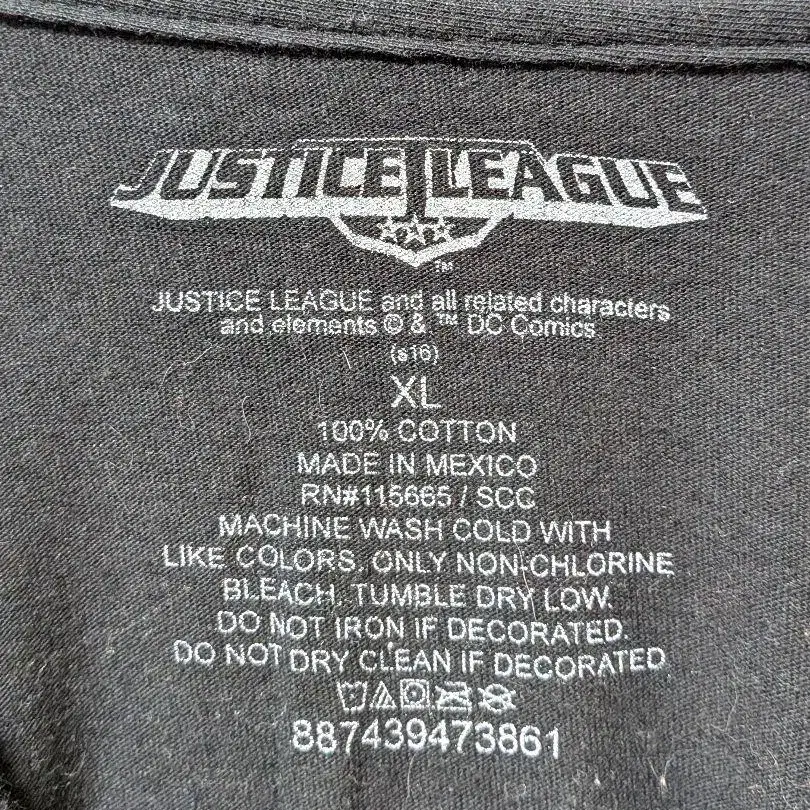 JUSTICE LEAGUE
TM
JUSTICE LEAGUE and all related characters
and elements © & ™ DC Comics
(s16)
XL
100% COTTON
MADE IN MEXICO
RN#115665 / SCC
MACHINE WASH COLD WITH
LIKE COLORS. ONLY NON-CHLORINE
BLEACH. TUMBLE DRY LOW.
DO NOT IRON IF DECORATED.
DO NOT DRY CLEAN IF DECORATED
887439473861